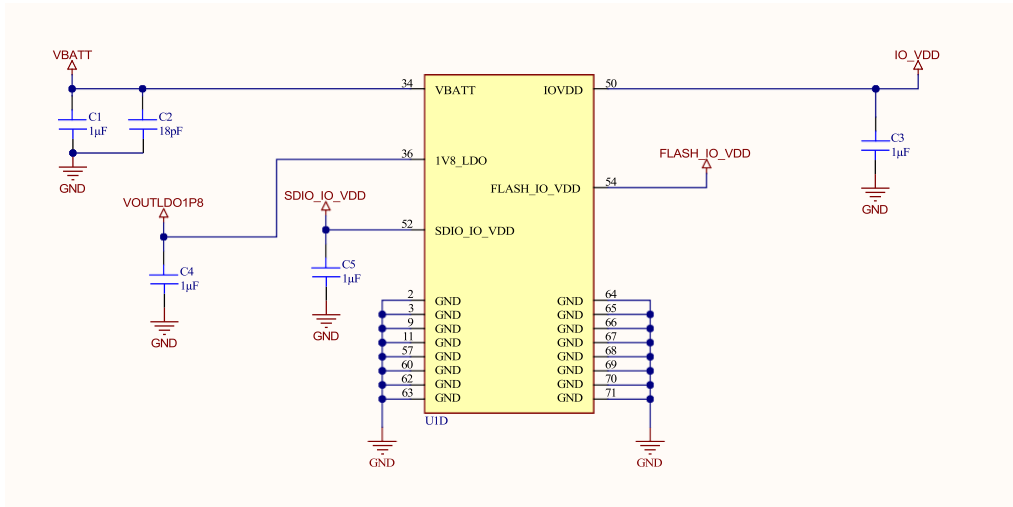 VBATT
C1
1µF
C2
18pF
GND
VOUTLDO1P8
C4
1µF
GND
SDIO_IO_VDD
C5
1µF
GND
34 VBATT
36 1V8_LDO
52 SDIO_IO_VDD
2 GND
3 GND
9 GND
11 GND
57 GND
60 GND
62 GND
63 GND
U1D
GND
IOVDD 50
FLASH_IO_VDD 54
GND 64
GND 65
GND 66
GND 67
GND 68
GND 69
GND 70
GND 71
GND
FLASH_IO_VDD
IO_VDD
C3
1µF
GND